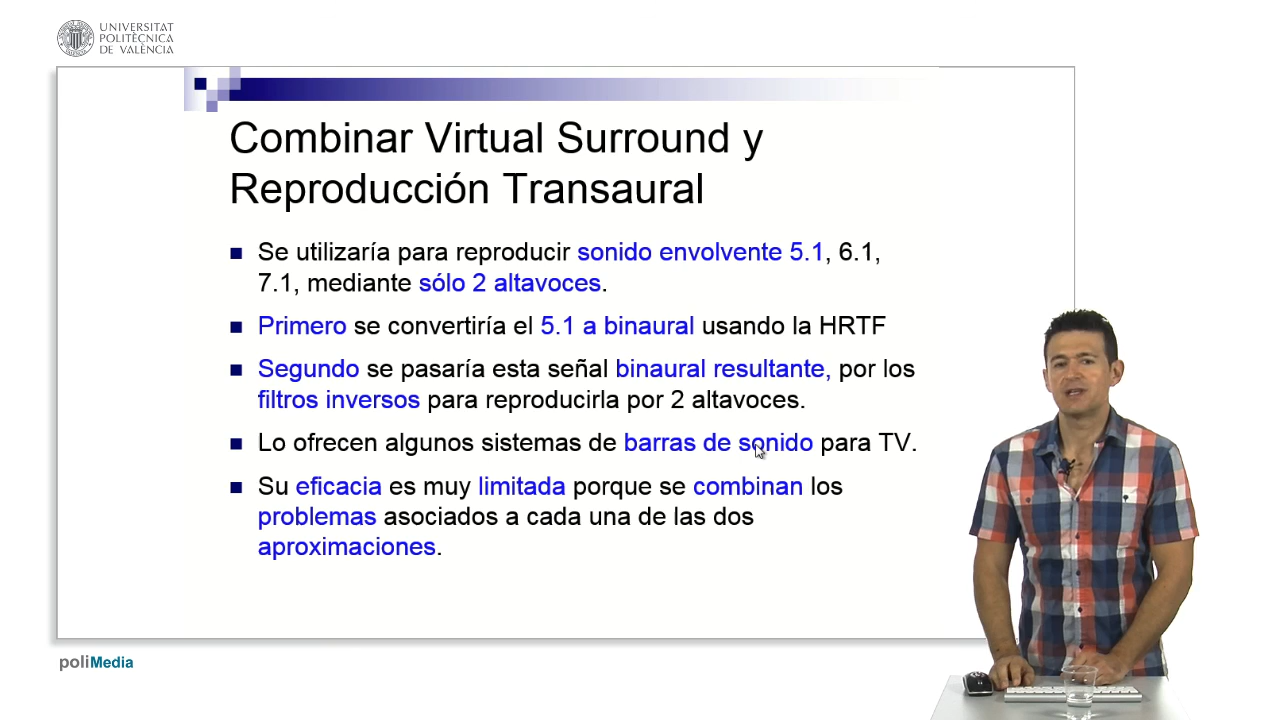 UNIVERSITAT
POLITÈCNICA
DE VALÈNCIA
Combinar Virtual Surround y
Reproducción Transaural
Se utilizaría para reproducir sonido envolvente 5.1, 6.1,
7.1, mediante sólo 2 altavoces.
Primero se convertiría el 5.1 a binaural usando la HRTF
Segundo se pasaría esta señal binaural resultante, por los
filtros inversos para reproducirla por 2 altavoces.
Lo ofrecen algunos sistemas de barras de sonido para TV.
Su eficacia es muy limitada porque se combinan los
problemas asociados a cada una de las dos
aproximaciones.
poliMedia